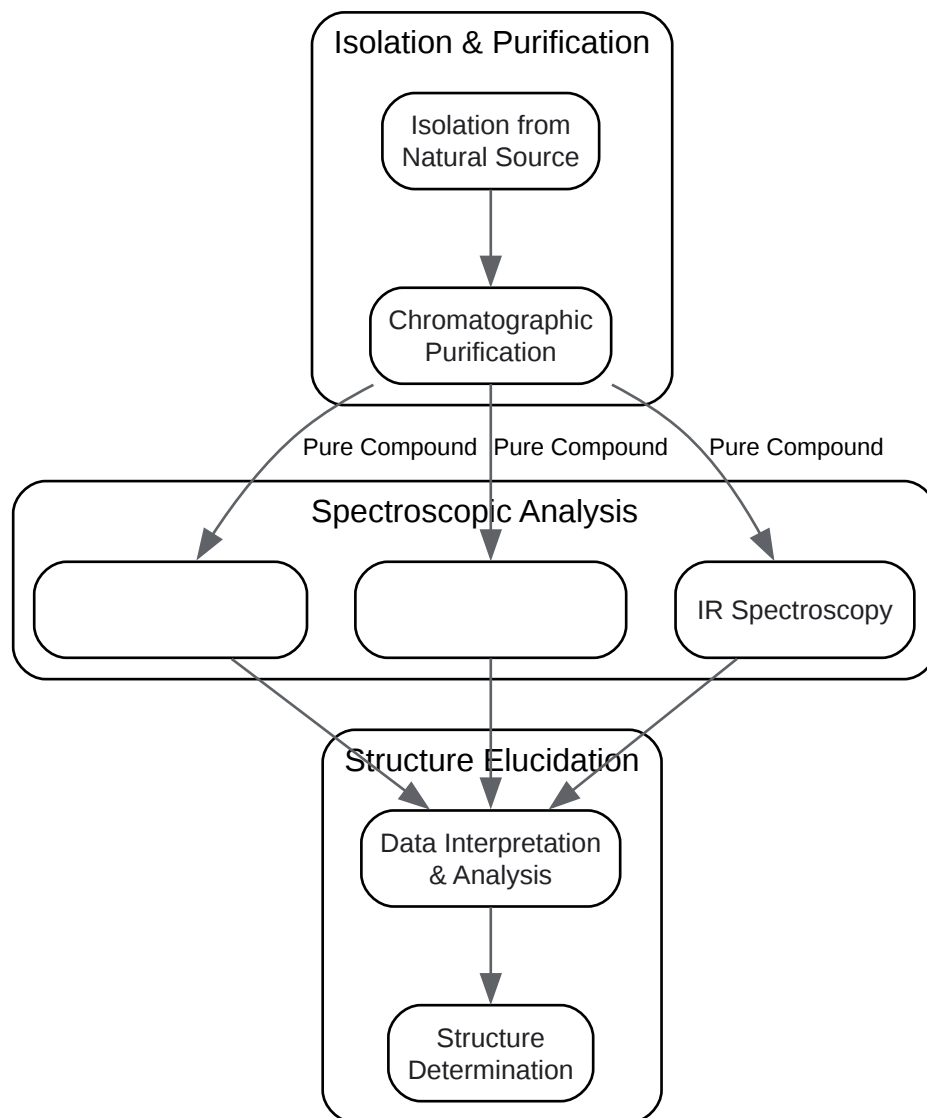 Isolation & Purification
Isolation from
Natural Source
Chromatographic
Purification
Pure Compound
Pure Compound
Pure Compound
Spectroscopic Analysis
IR Spectroscopy
Structure Elucidation
Data Interpretation
& Analysis
Structure
Determination